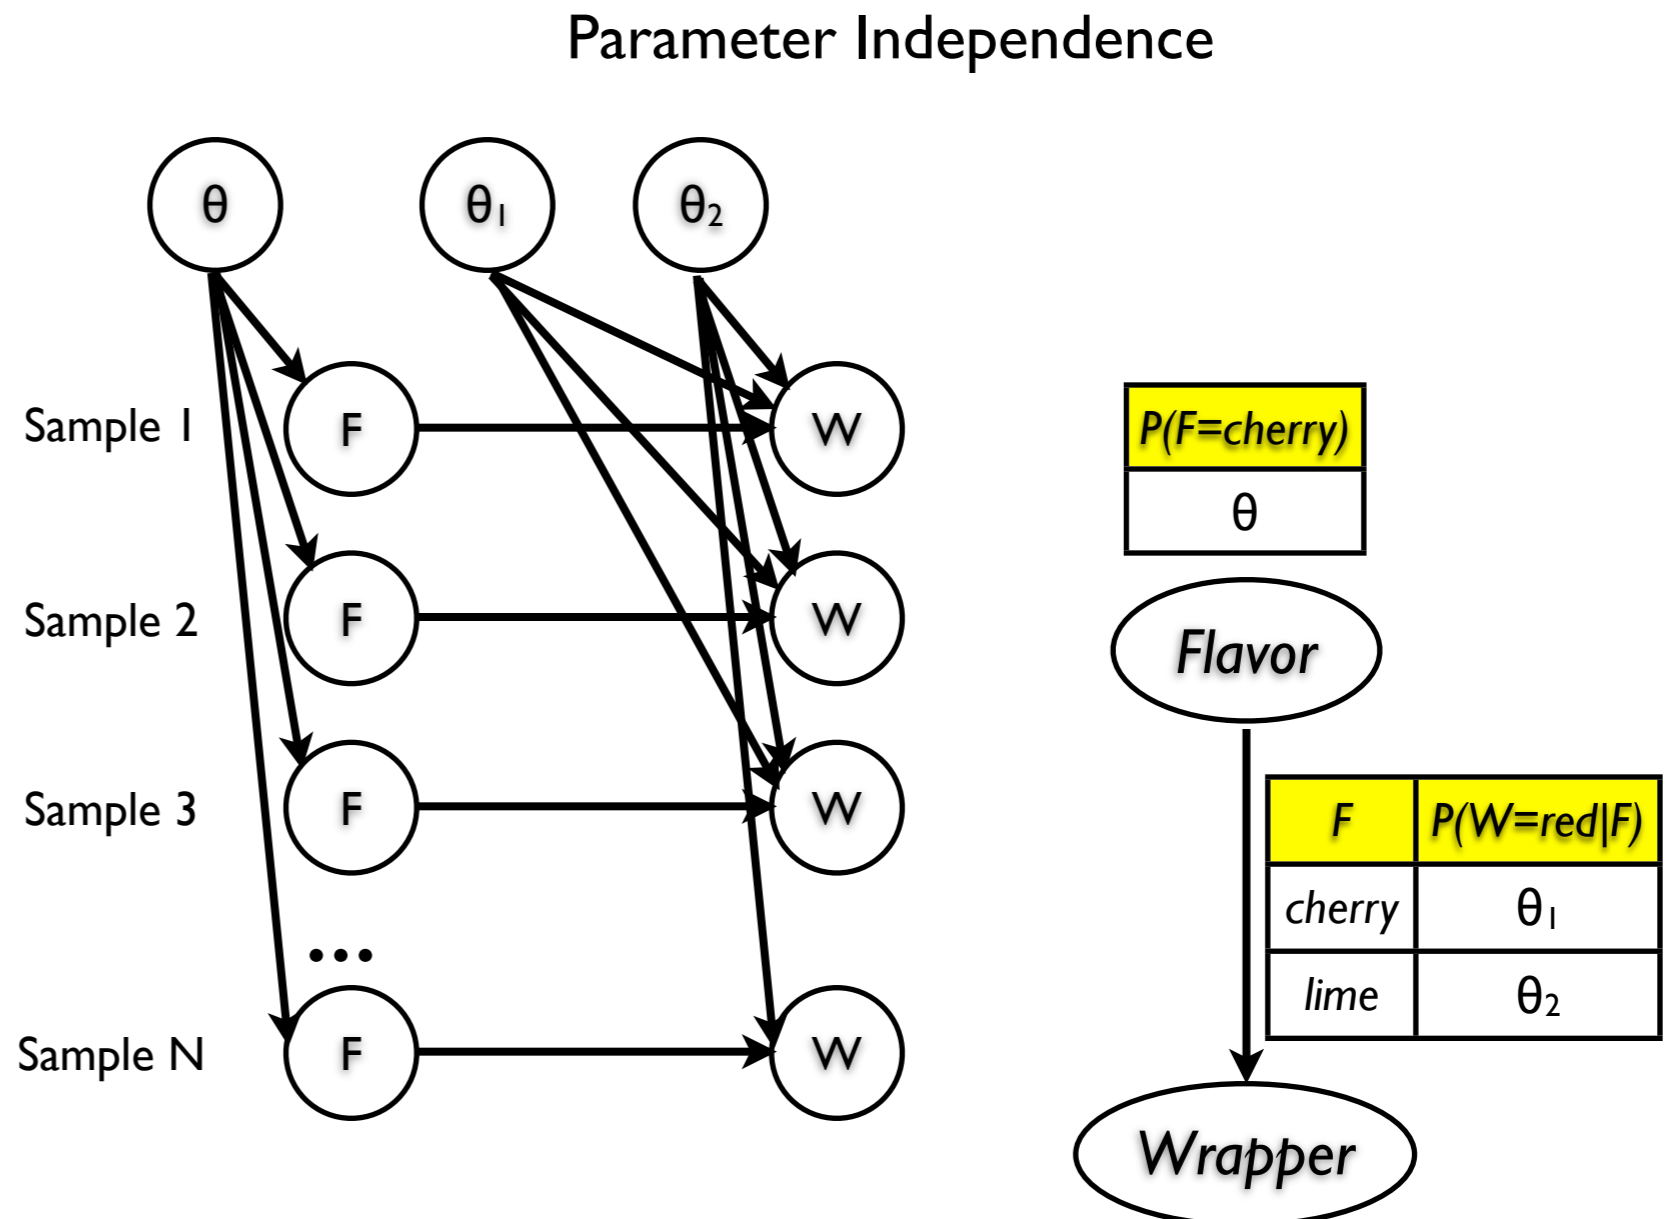 Parameter Independence
θ θ₁ θ₂
Sample 1 F W
Sample 2 F W
Sample 3 F W
...
Sample N F W
P(F=cherry)
θ
Flavor
F P(W=red|F)
cherry θ₁
lime θ₂
Wrapper